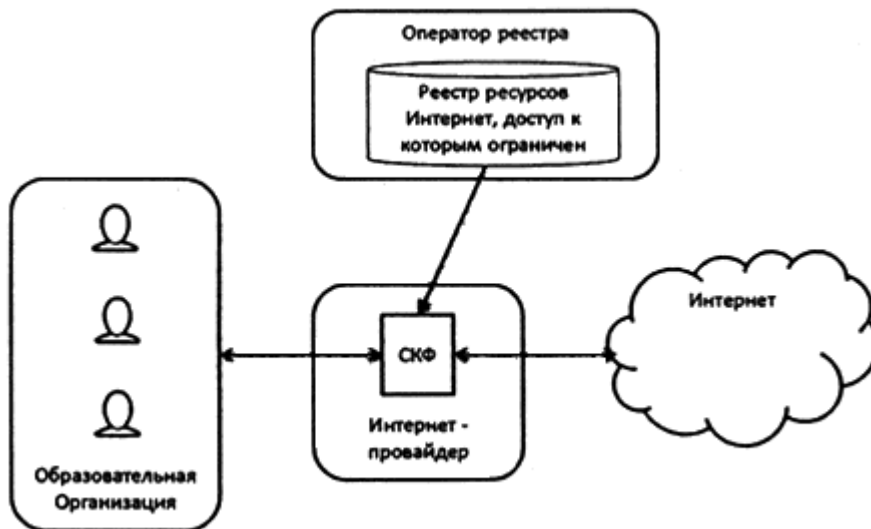 Оператор реестра
Реестр ресурсов
Интернет, доступ к
которым ограничен
Интернет
СКФ
Интернет -
провайдер
Образовательная
Организация